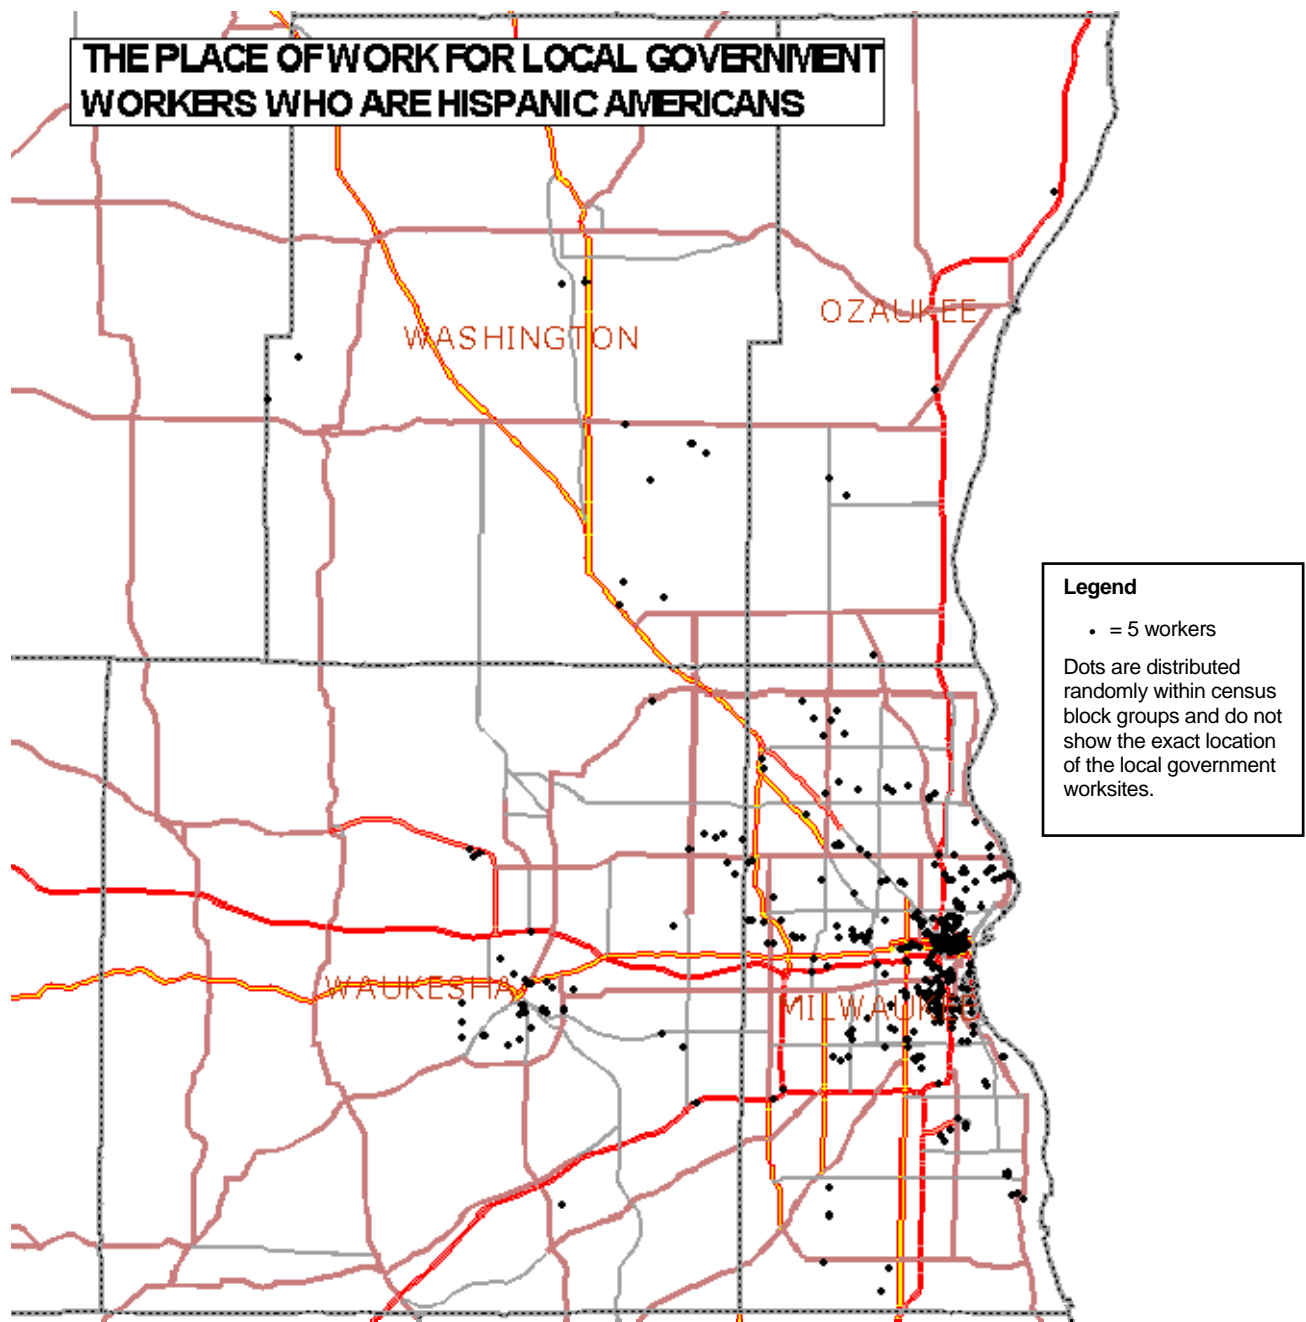 THE PLACE OF WORK FOR LOCAL GOVERNMENT
WORKERS WHO ARE HISPANIC AMERICANS
OZAUKEE
WASHINGTON
Legend
• = 5 workers
Dots are distributed
randomly within census
block groups and do not
show the exact location
of the local government
worksites.
WAUKESHA
MILWAUKEE